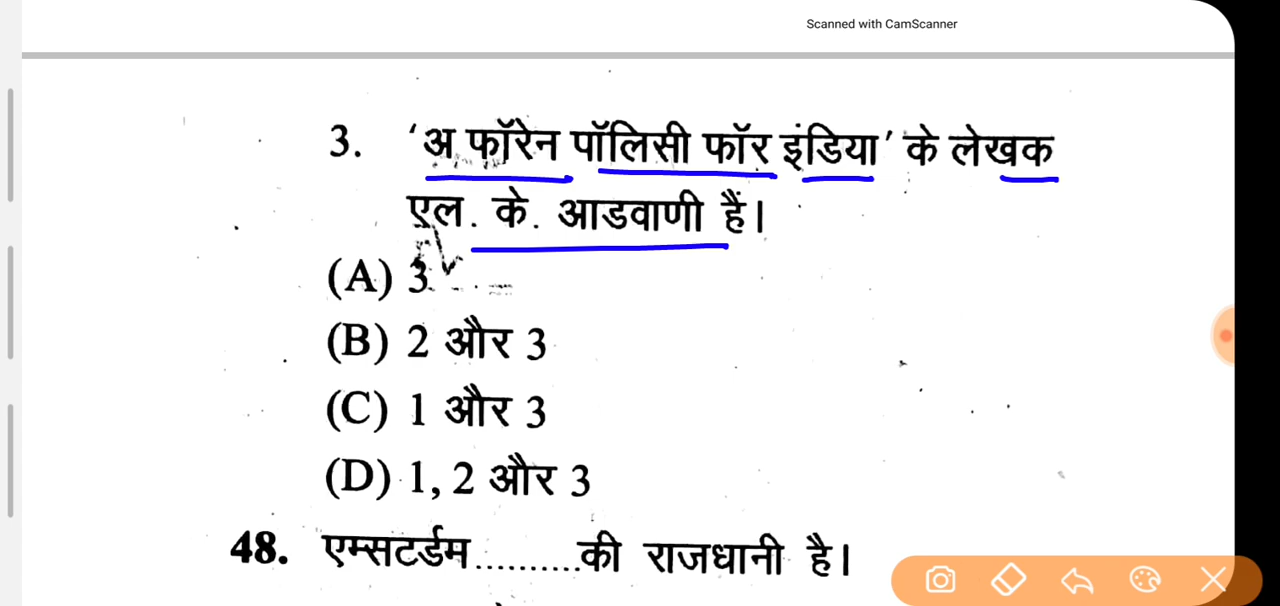 Scanned with CamScanner
3. ‘अ फॉरेन पॉलिसी फॉर इंडिया’ के लेखक
एल. के. आडवाणी हैं।
(A) 3
(B) 2 और 3
(C) 1 और 3
(D) 1, 2 और 3
48. एम्सटर्डम..........की राजधानी है।